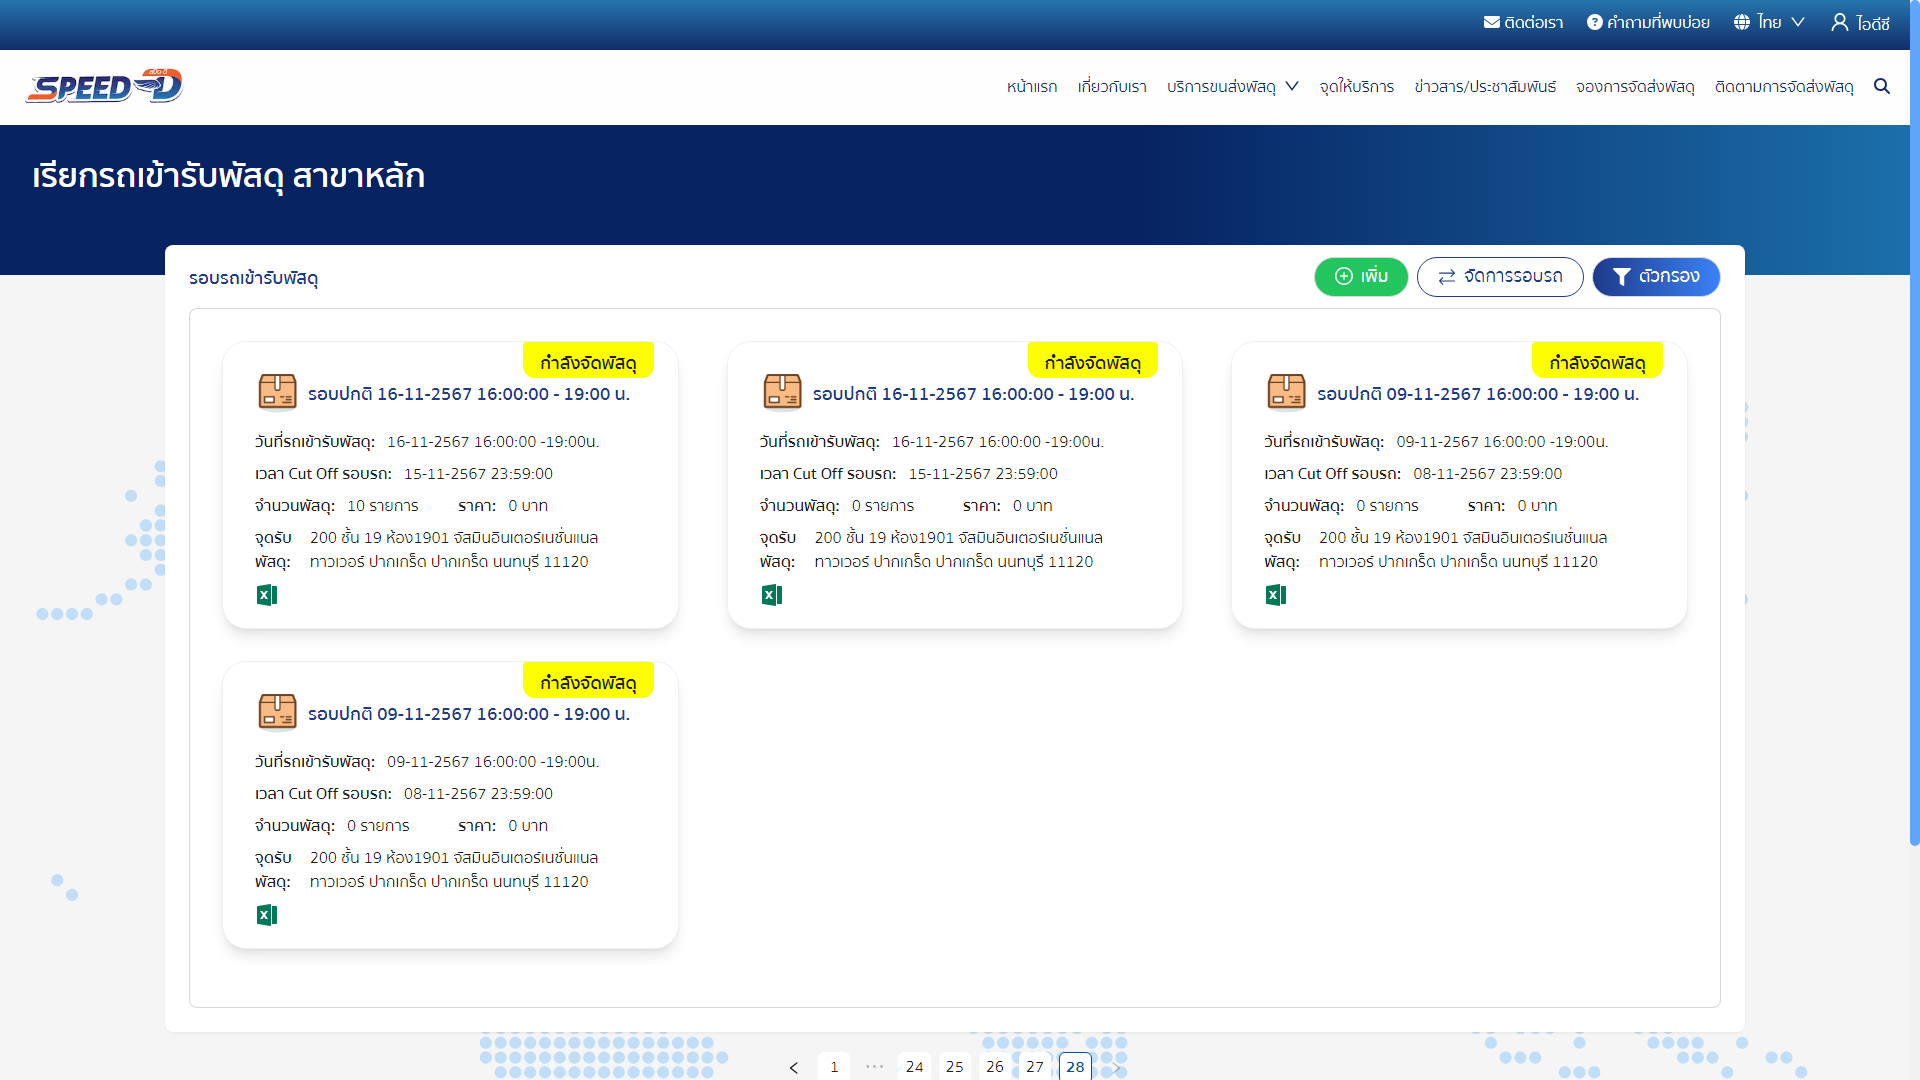 ติดต่อเรา คำถามที่พบบ่อย ไทย ไอดีซี
SPEED-D
หน้าแรก เกี่ยวกับเรา บริการขนส่งพัสดุ จุดให้บริการ ข่าวสาร/ประชาสัมพันธ์ จองการจัดส่งพัสดุ ติดตามการจัดส่งพัสดุ
เรียกรถเข้ารับพัสดุ สาขาหลัก
รอบรถเข้ารับพัสดุ
เพิ่ม จัดการรอบรถ ตัวกรอง
กำลังจัดพัสดุ
รอบปกติ 16-11-2567 16:00:00 - 19:00 น.
วันที่รถเข้ารับพัสดุ: 16-11-2567 16:00:00 -19:00น.
เวลา Cut Off รอบรถ: 15-11-2567 23:59:00
จำนวนพัสดุ: 10 รายการ ราคา: 0 บาท
จุดรับพัสดุ: 200 ชั้น 19 ห้อง1901 จัสมินอินเตอร์เนชั่นแนล
ทาวเวอร์ ปากเกร็ด ปากเกร็ด นนทบุรี 11120
กำลังจัดพัสดุ
รอบปกติ 16-11-2567 16:00:00 - 19:00 น.
วันที่รถเข้ารับพัสดุ: 16-11-2567 16:00:00 -19:00น.
เวลา Cut Off รอบรถ: 15-11-2567 23:59:00
จำนวนพัสดุ: 0 รายการ ราคา: 0 บาท
จุดรับพัสดุ: 200 ชั้น 19 ห้อง1901 จัสมินอินเตอร์เนชั่นแนล
ทาวเวอร์ ปากเกร็ด ปากเกร็ด นนทบุรี 11120
กำลังจัดพัสดุ
รอบปกติ 09-11-2567 16:00:00 - 19:00 น.
วันที่รถเข้ารับพัสดุ: 09-11-2567 16:00:00 -19:00น.
เวลา Cut Off รอบรถ: 08-11-2567 23:59:00
จำนวนพัสดุ: 0 รายการ ราคา: 0 บาท
จุดรับพัสดุ: 200 ชั้น 19 ห้อง1901 จัสมินอินเตอร์เนชั่นแนล
ทาวเวอร์ ปากเกร็ด ปากเกร็ด นนทบุรี 11120
กำลังจัดพัสดุ
รอบปกติ 09-11-2567 16:00:00 - 19:00 น.
วันที่รถเข้ารับพัสดุ: 09-11-2567 16:00:00 -19:00น.
เวลา Cut Off รอบรถ: 08-11-2567 23:59:00
จำนวนพัสดุ: 0 รายการ ราคา: 0 บาท
จุดรับพัสดุ: 200 ชั้น 19 ห้อง1901 จัสมินอินเตอร์เนชั่นแนล
ทาวเวอร์ ปากเกร็ด ปากเกร็ด นนทบุรี 11120
1 ••• 24 25 26 27 28